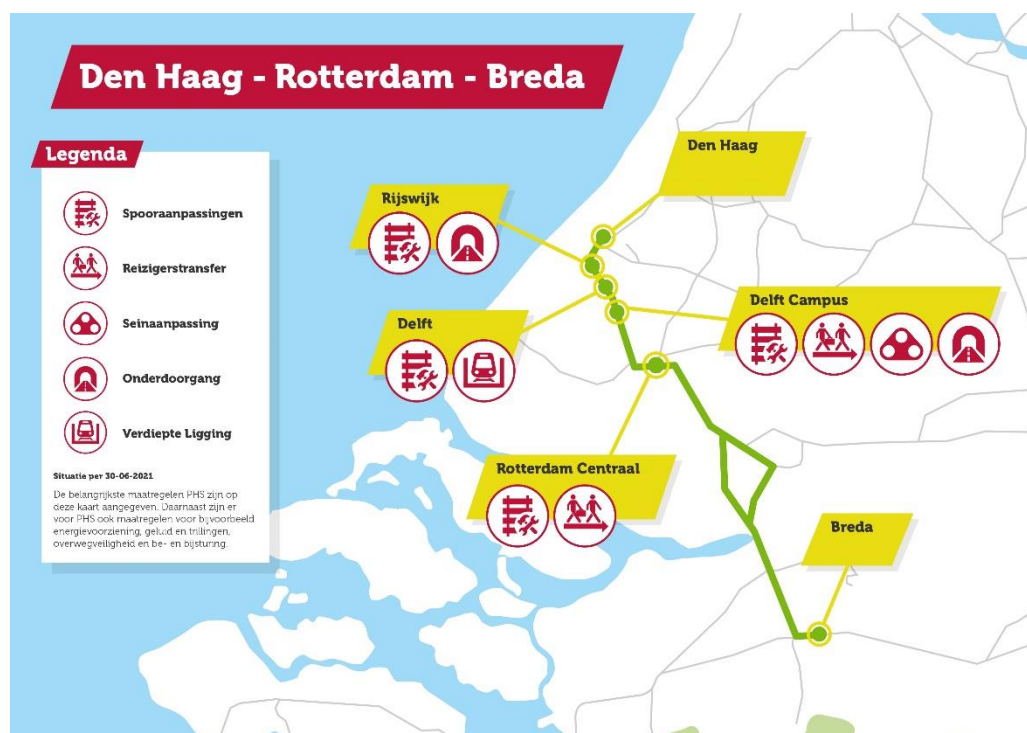 Den Haag - Rotterdam - Breda
Legenda
Spooraanpassingen
Reizigerstransfer
Seinaanpassing
Onderdoorgang
Verdiepte Ligging
Situatie per 30-06-2021
De belangrijkste maatregelen PHS zijn op
deze kaart aangegeven. Daarnaast zijn er
voor PHS ook maatregelen voor bijvoorbeeld
energievoorziening, geluid en trillingen,
overwegveiligheid en be- en bijsturing.
Den Haag
Rijswijk
Delft Campus
Delft
Rotterdam Centraal
Breda